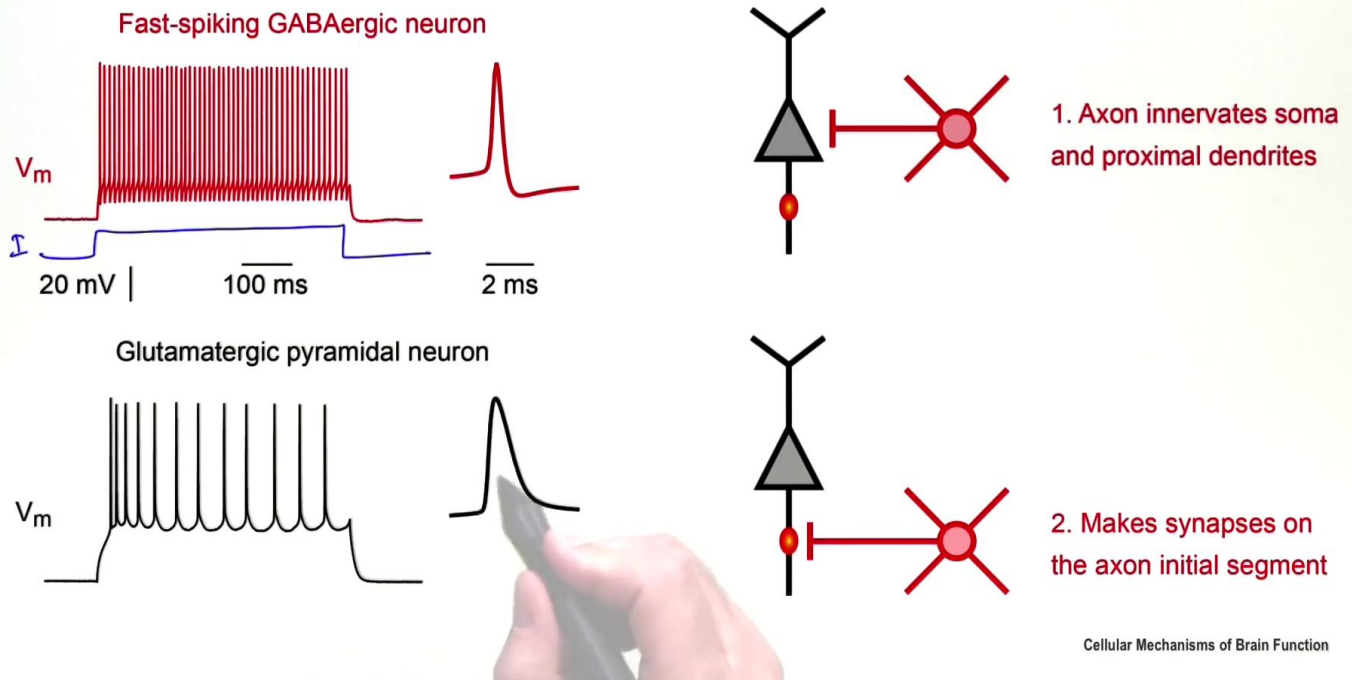 Fast-spiking GABAergic neuron
Vm
I
20 mV
100 ms
2 ms
1. Axon innervates soma
and proximal dendrites
Glutamatergic pyramidal neuron
Vm
2. Makes synapses on
the axon initial segment
Cellular Mechanisms of Brain Function